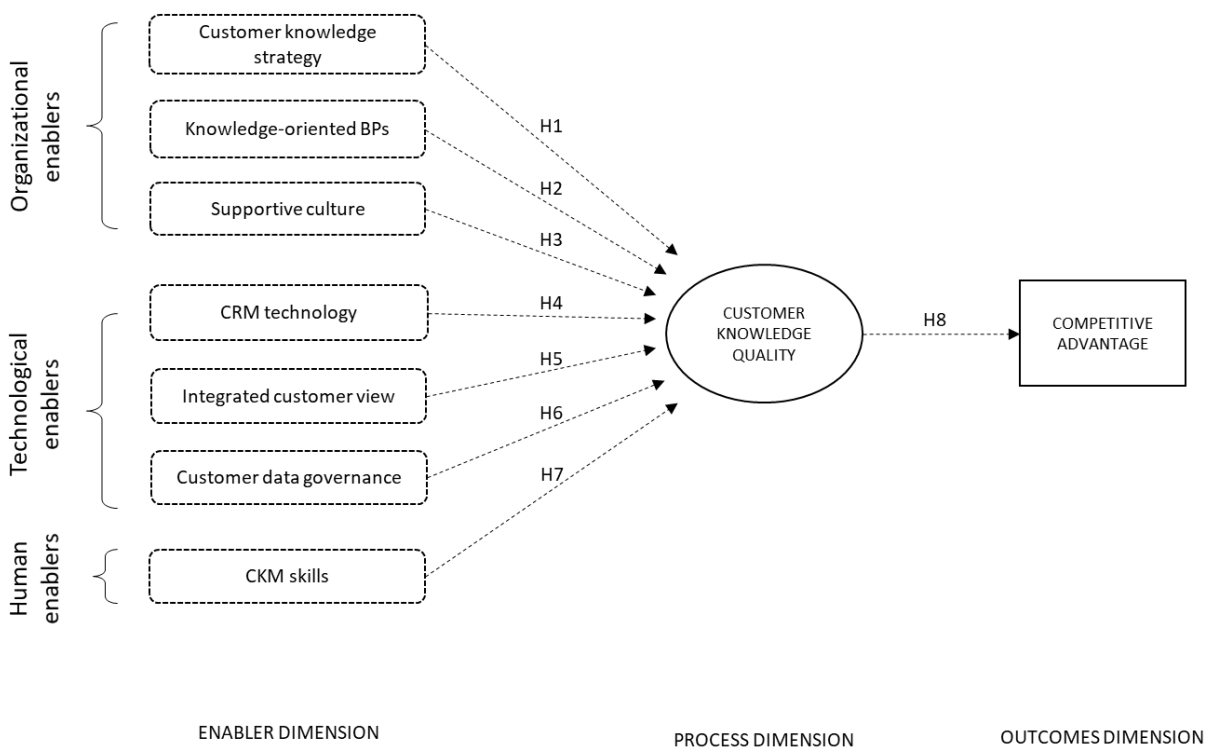 Organizational
enablers
Customer knowledge
strategy
Knowledge-oriented BPs
Supportive culture
Technological
enablers
CRM technology
Integrated customer view
Customer data governance
Human
enablers
CKM skills
H1
H2
H3
H4
H5
H6
H7
CUSTOMER
KNOWLEDGE
QUALITY
H8
COMPETITIVE
ADVANTAGE
ENABLER DIMENSION
PROCESS DIMENSION
OUTCOMES DIMENSION